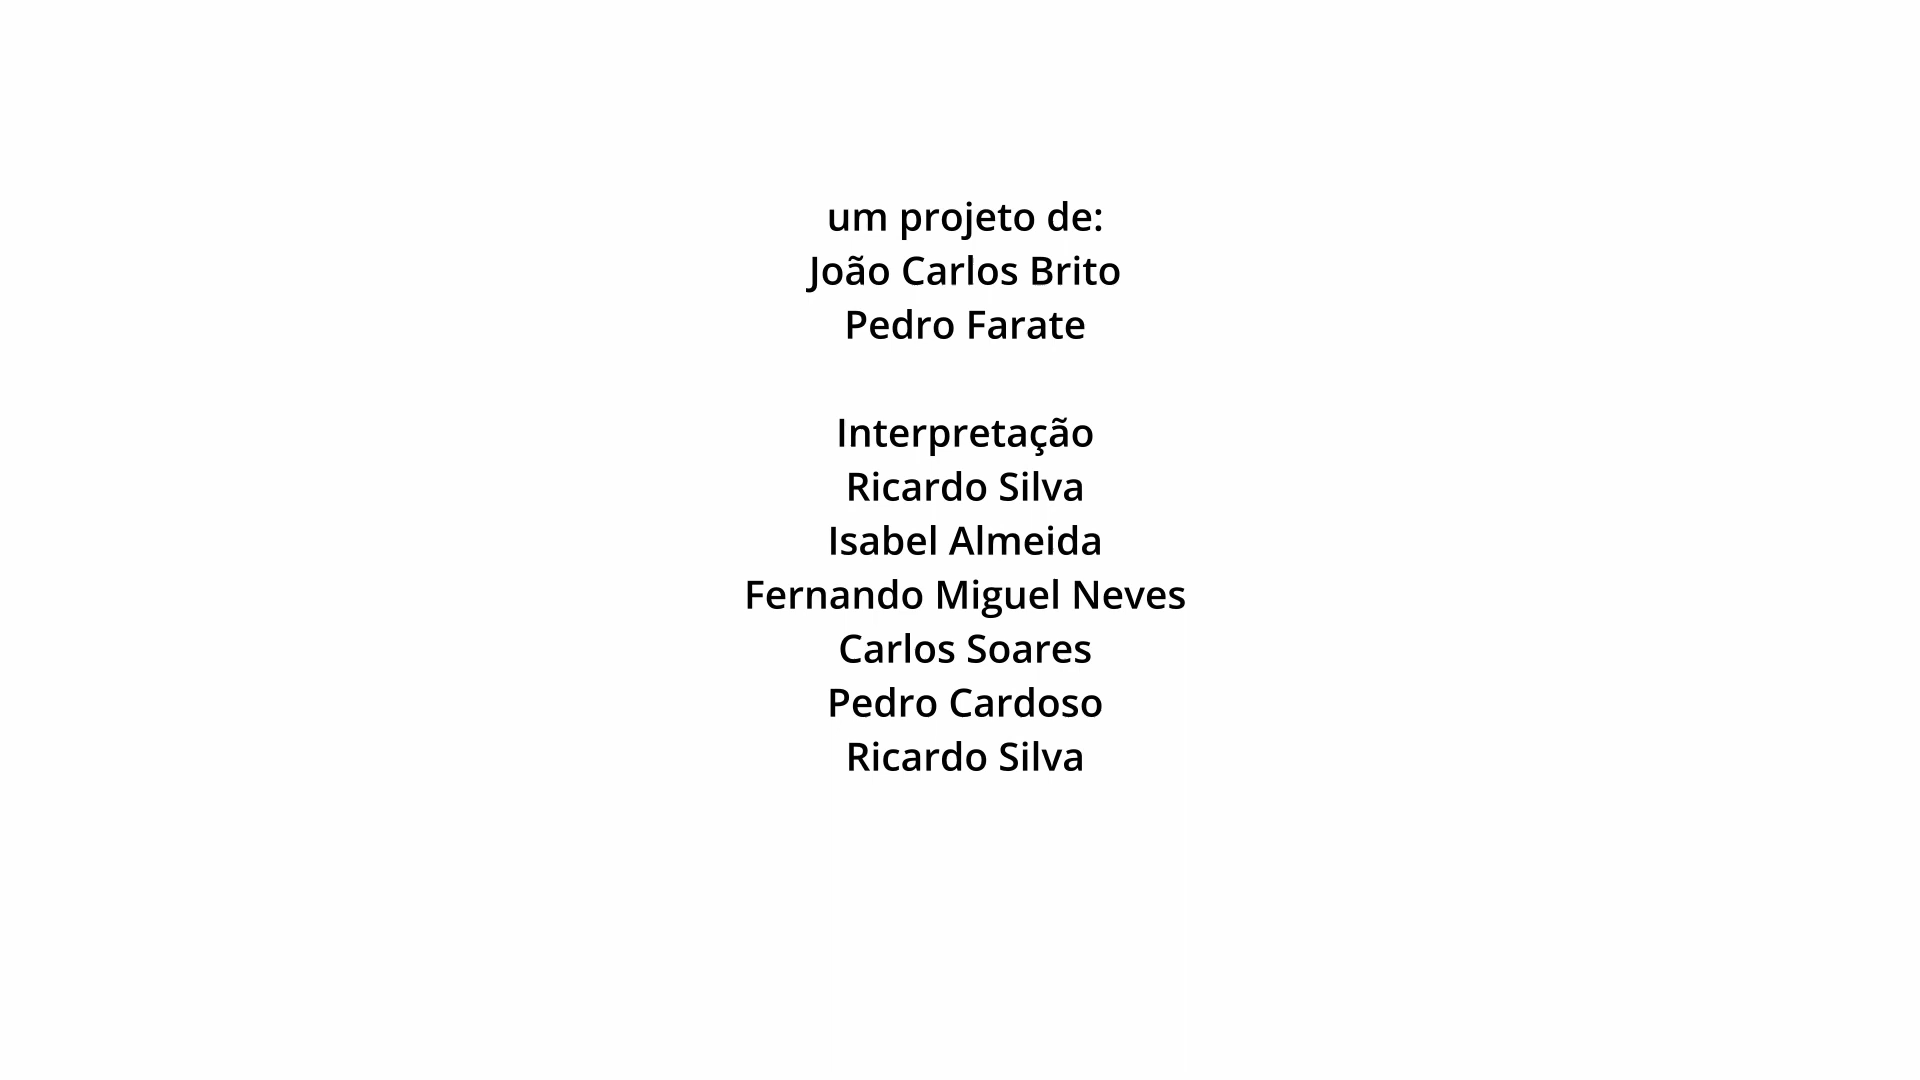 um projeto de:
João Carlos Brito
Pedro Farate
Interpretação
Ricardo Silva
Isabel Almeida
Fernando Miguel Neves
Carlos Soares
Pedro Cardoso
Ricardo Silva